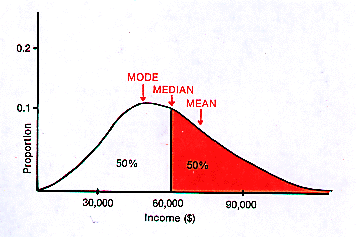 0.2
MODE
MEDIAN
0.1
MEAN
Proportion
50%
50%
30,000
60,000
90,000
Income ($)